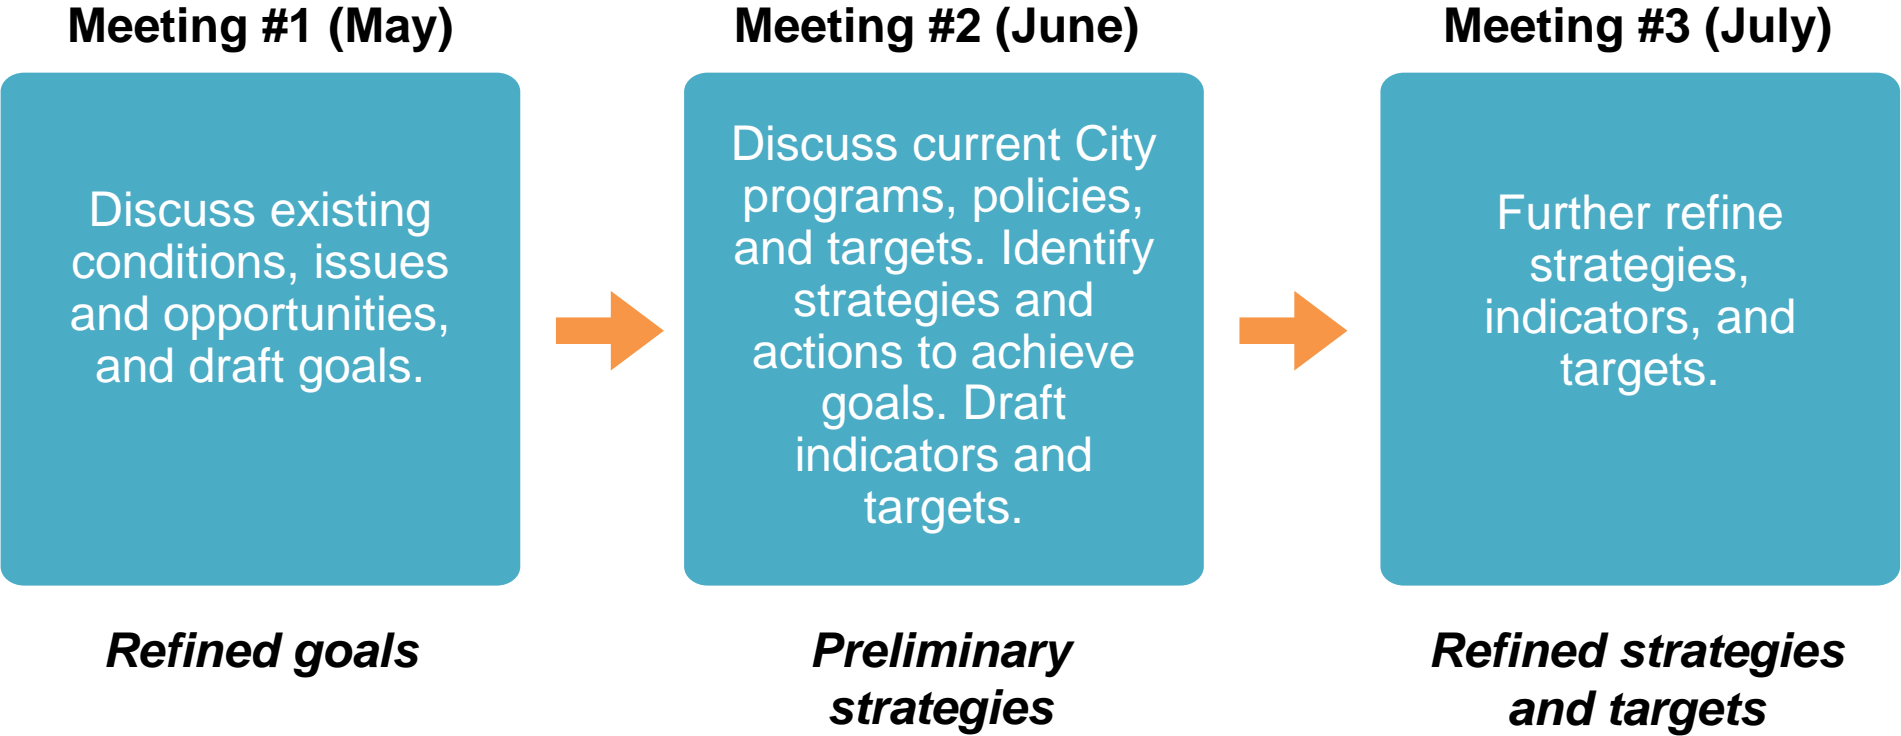 Meeting #1 (May)
Discuss existing
conditions, issues
and opportunities,
and draft goals.
Refined goals
Meeting #2 (June)
Discuss current City
programs, policies,
and targets. Identify
strategies and
actions to achieve
goals. Draft
indicators and
targets.
Preliminary
strategies
Meeting #3 (July)
Further refine
strategies,
indicators, and
targets.
Refined strategies
and targets